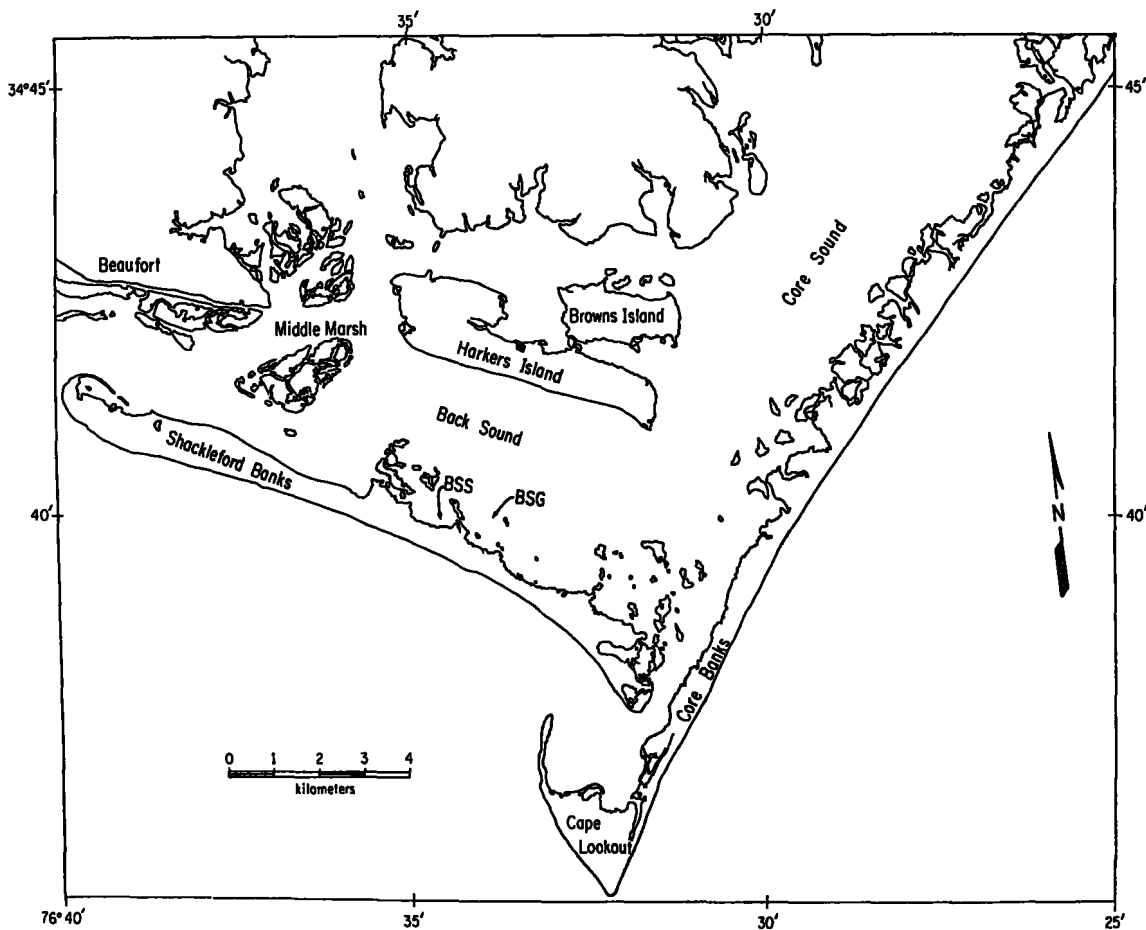 35′
30′
34°45′
45′
Core Sound
Beaufort
Browns Island
Middle Marsh
Harkers Island
Back Sound
Shackleford Banks
BSS
BSG
40′
40′
N
Core Banks
0 1 2 3 4
kilometers
Cape
Lookout
76°40′
35′
30′
25′